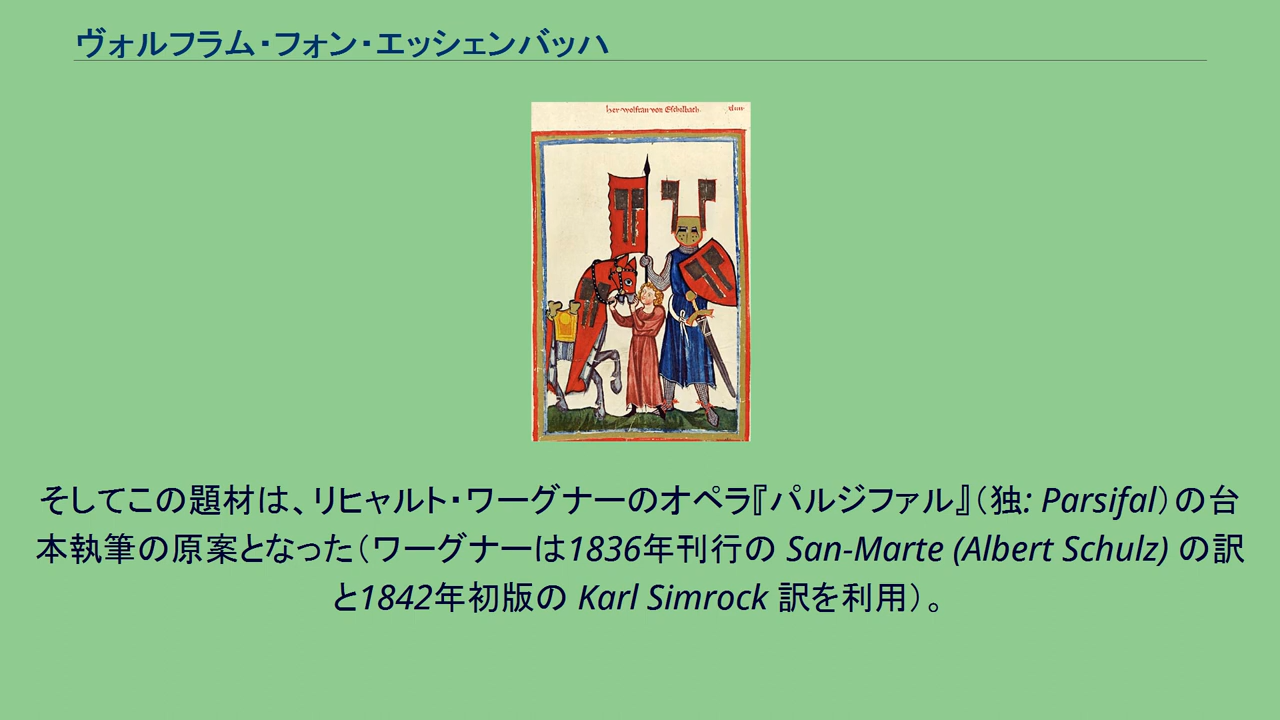 ヴォルフラム・フォン・エッシェンバッハ
her wolfran von Eschelbach.
そしてこの題材は、リヒャルト・ワーグナーのオペラ『パルジファル』（独: Parsifal）の台
本執筆の原案となった（ワーグナーは1836年刊行の San-Marte (Albert Schulz) の訳
と1842年初版の Karl Simrock 訳を利用）。